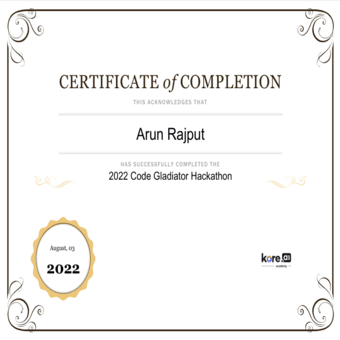 CERTIFICATE of COMPLETION
THIS ACKNOWLEDGES THAT
Arun Rajput
HAS SUCCESSFULLY COMPLETED THE
2022 Code Gladiator Hackathon
August, 03
2022
kore.ai
academy